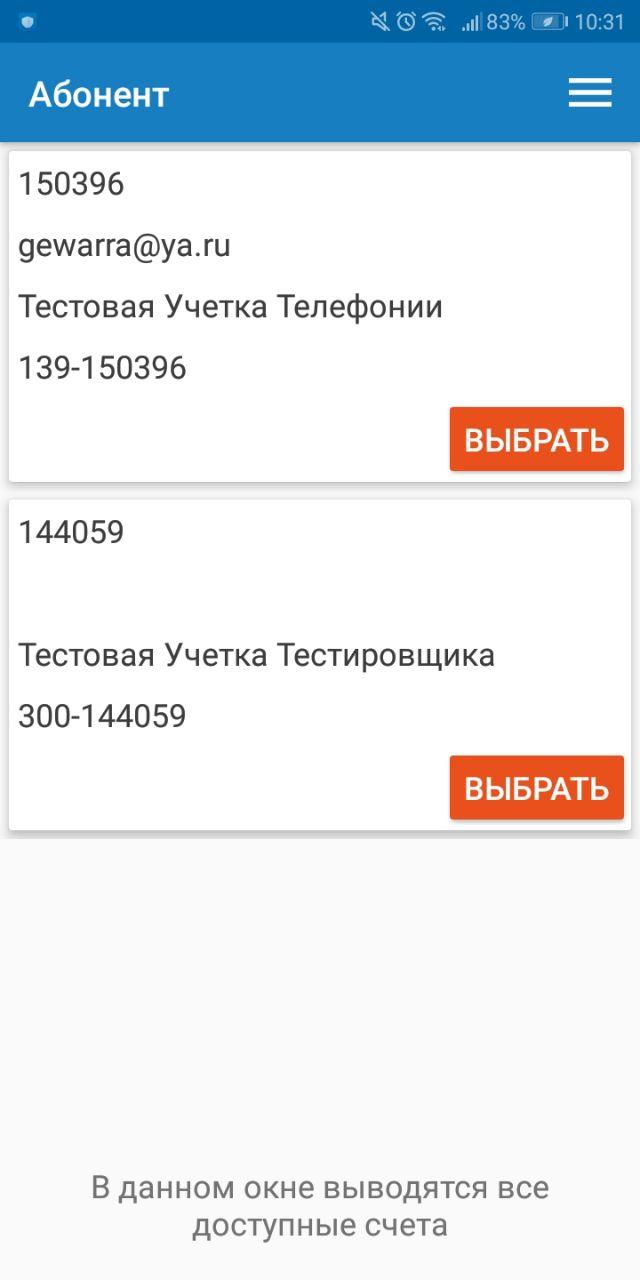 83% 10:31
Абонент
150396
gewarra@ya.ru
Тестовая Учетка Телефонии
139-150396
ВЫБРАТЬ
144059
Тестовая Учетка Тестировщика
300-144059
ВЫБРАТЬ
В данном окне выводятся все
доступные счета